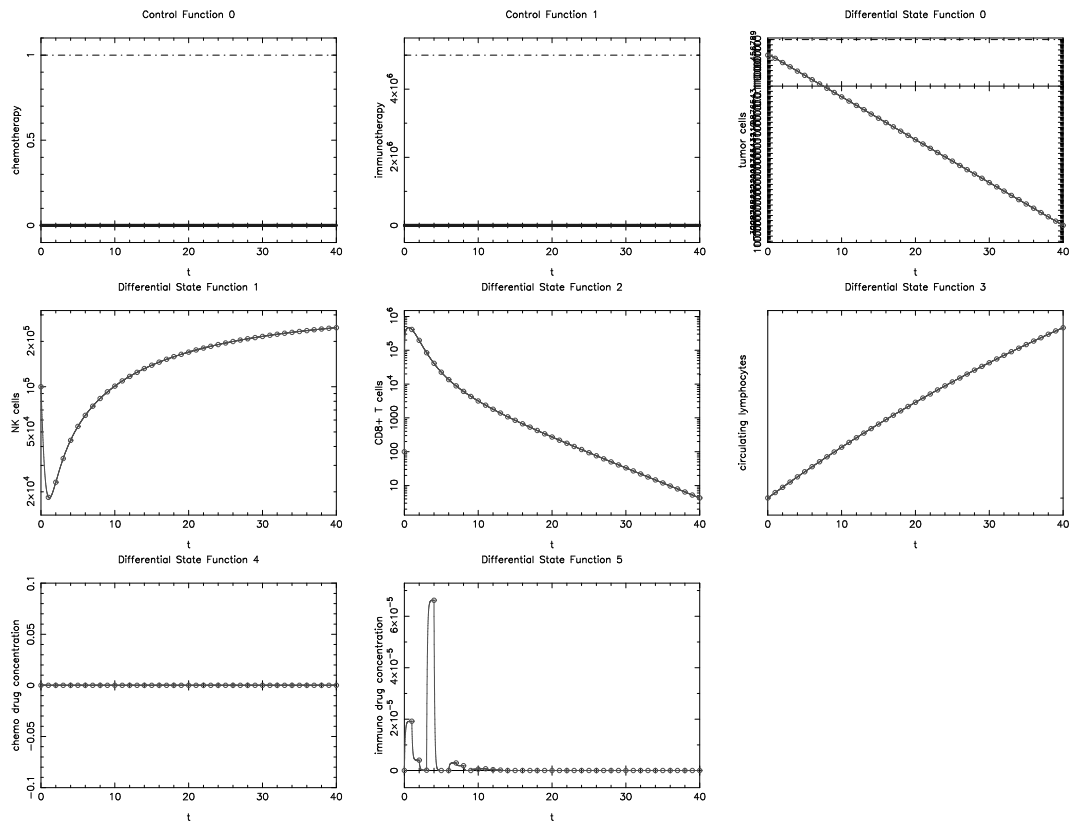 Control Function 0
chemotherapy
0
0.5
1
0 10 20 30 40
t
Control Function 1
immunotherapy
0
2×10⁶
4×10⁶
0 10 20 30 40
t
Differential State Function 0
tumor cells
0 10 20 30 40
t
Differential State Function 1
NK cells
2×10⁴
5×10⁴
10⁵
2×10⁵
0 10 20 30 40
t
Differential State Function 2
CD8+ T cells
10
100
1000
10⁴
10⁵
10⁶
0 10 20 30 40
t
Differential State Function 3
circulating lymphocytes
0 10 20 30 40
t
Differential State Function 4
chemo drug concentration
−0.1
−0.05
0
0.05
0.1
0 10 20 30 40
t
Differential State Function 5
immuno drug concentration
0
2×10⁻⁵
4×10⁻⁵
6×10⁻⁵
0 10 20 30 40
t